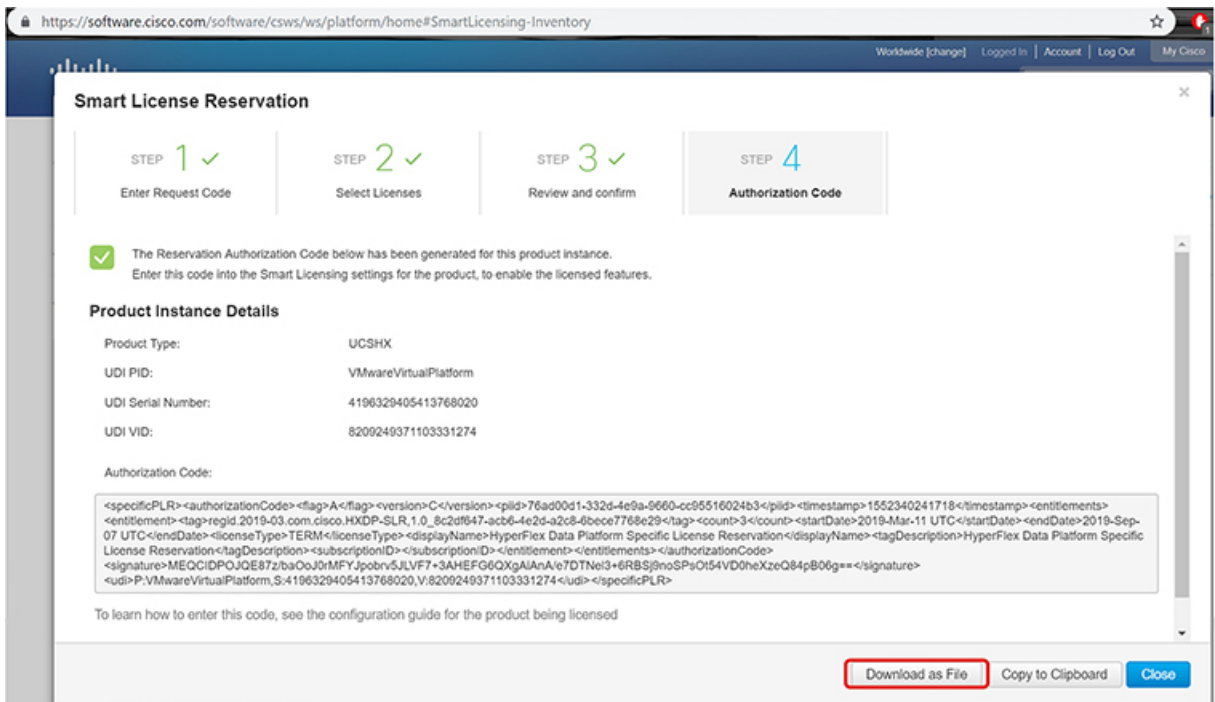 https://software.cisco.com/software/csws/ws/platform/home#SmartLicensing-Inventory
1
Worldwide [change] Logged In | Account | Log Out My Cisco
Smart License Reservation
STEP 1 STEP 2 STEP 3 STEP 4
Enter Request Code Select Licenses Review and confirm Authorization Code
The Reservation Authorization Code below has been generated for this product instance.
Enter this code into the Smart Licensing settings for the product, to enable the licensed features.
Product Instance Details
Product Type: UCSHX
UDI PID: VMwareVirtualPlatform
UDI Serial Number: 4196329405413768020
UDI VID: 8209249371103331274
Authorization Code:
<specificPLR><authorizationCode><flag>A</flag><version>C</version><piid>76ad00d1-332d-4e9a-9660-cc95516024b3</piid><timestamp>1552340241718</timestamp><entitlements>
<entitlement><tag>regid.2019-03.com.cisco.HXDP-SLR,1.0_8c2df647-acb6-4e2d-a2c8-6bece7768e29</tag><count>3</count><startDate>2019-Mar-11 UTC</startDate><endDate>2019-Sep-
07 UTC</endDate><licenseType>TERM</licenseType><displayName>HyperFlex Data Platform Specific License Reservation</displayName><tagDescription>HyperFlex Data Platform Specific
License Reservation</tagDescription><subscriptionID></subscriptionID></entitlement></entitlements></authorizationCode>
<signature>MEQCIDPOJQE87z/baOoJ0rMFYJpobrv5JLVF7+3AHEFG6QXgAiAnA/e7DTNel3+6RBSj9noSPsOt54VD0heXzeQ84pB06g==</signature>
<udi>P:VMwareVirtualPlatform,S:4196329405413768020,V:8209249371103331274</udi></specificPLR>
To learn how to enter this code, see the configuration guide for the product being licensed
Download as File Copy to Clipboard Close